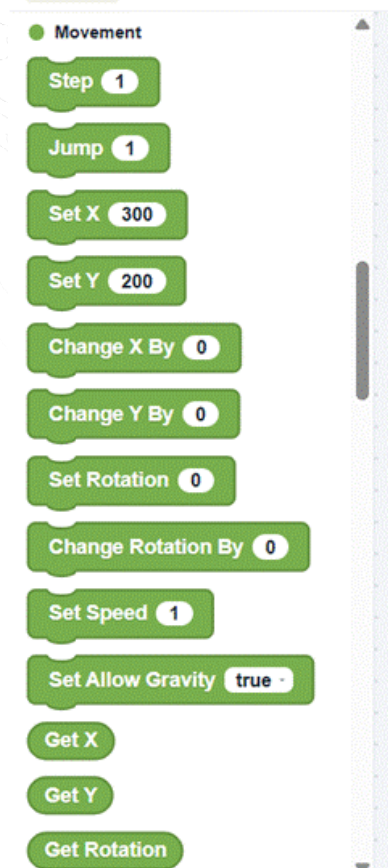 Movement
Step 1
Jump 1
Set X 300
Set Y 200
Change X By 0
Change Y By 0
Set Rotation 0
Change Rotation By 0
Set Speed 1
Set Allow Gravity true
Get X
Get Y
Get Rotation